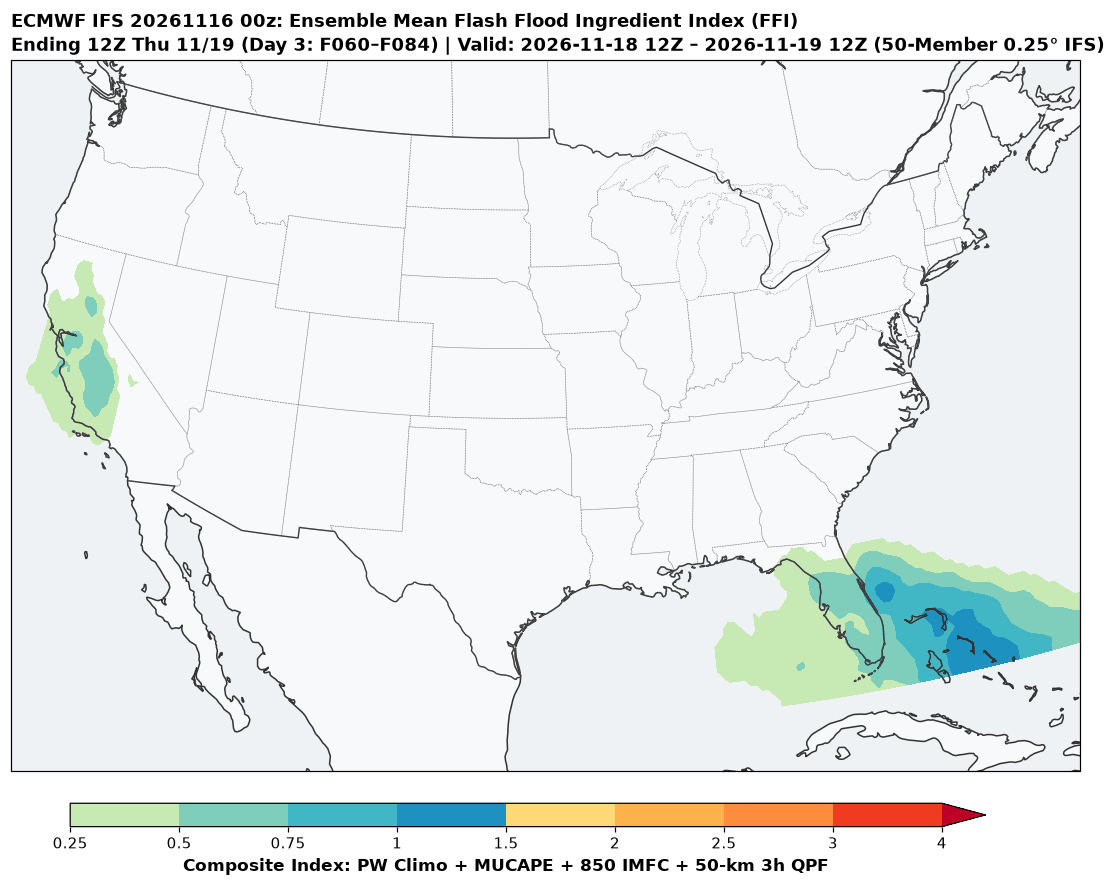 ECMWF IFS 20261116 00z: Ensemble Mean Flash Flood Ingredient Index (FFI)
Ending 12Z Thu 11/19 (Day 3: F060–F084) | Valid: 2026-11-18 12Z – 2026-11-19 12Z (50-Member 0.25° IFS)
0.25 0.5 0.75 1 1.5 2 2.5 3 4
Composite Index: PW Climo + MUCAPE + 850 IMFC + 50-km 3h QPF